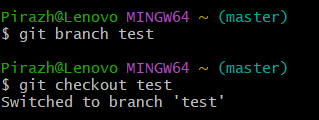 Pirazh@Lenovo MINGW64 ~ (master)
$ git branch test
Pirazh@Lenovo MINGW64 ~ (master)
$ git checkout test
Switched to branch 'test'